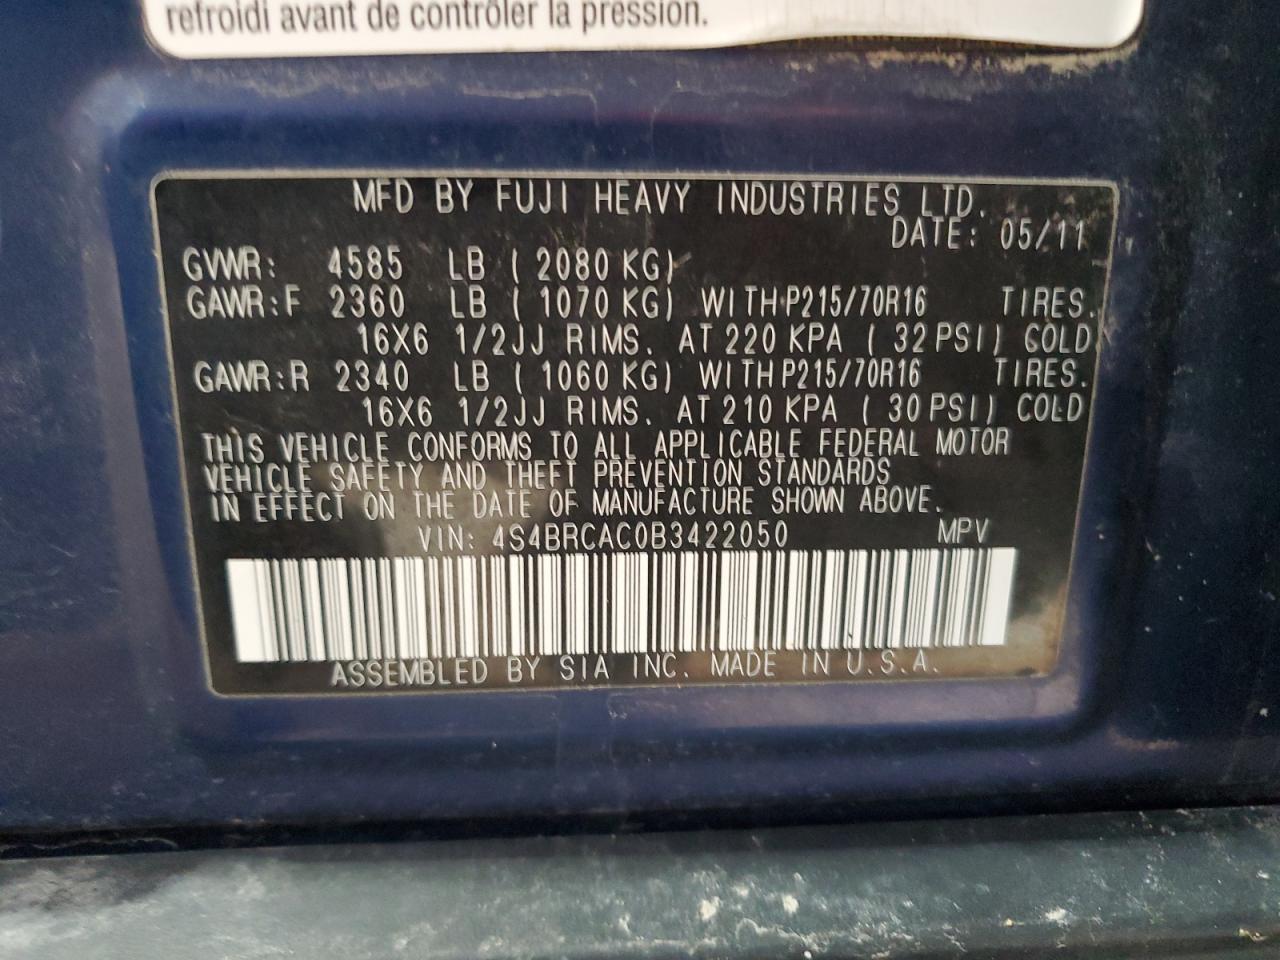 refroidi avant de contrôler la pression.
MFD BY FUJI HEAVY INDUSTRIES LTD.
DATE: 05/11
GVWR: 4585 LB ( 2080 KG)
GAWR:F 2360 LB ( 1070 KG) WITH P215/70R16 TIRES.
16X6 1/2JJ RIMS. AT 220 KPA ( 32 PSI) COLD
GAWR:R 2340 LB ( 1060 KG) WITH P215/70R16 TIRES.
16X6 1/2JJ RIMS. AT 210 KPA ( 30 PSI) COLD
THIS VEHICLE CONFORMS TO ALL APPLICABLE FEDERAL MOTOR
VEHICLE SAFETY AND THEFT PREVENTION STANDARDS
IN EFFECT ON THE DATE OF MANUFACTURE SHOWN ABOVE.
VIN: 4S4BRCAC0B3422050 MPV
ASSEMBLED BY SIA INC. MADE IN U.S.A.